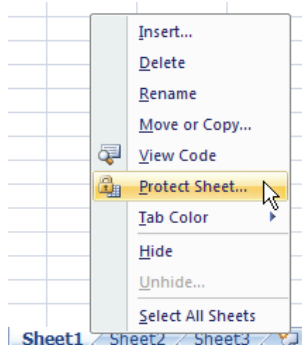 Insert...
Delete
Rename
Move or Copy...
View Code
Protect Sheet...
Tab Color
Hide
Unhide...
Select All Sheets
Sheet1 Sheet2 Sheet3